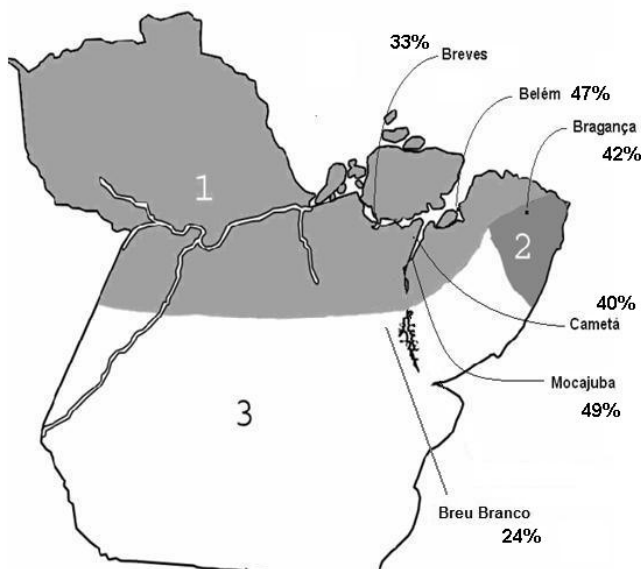 33%
Breves
Belém 47%
Bragança
42%
1
2
40%
Cametá
Mocajuba
49%
3
Breu Branco
24%